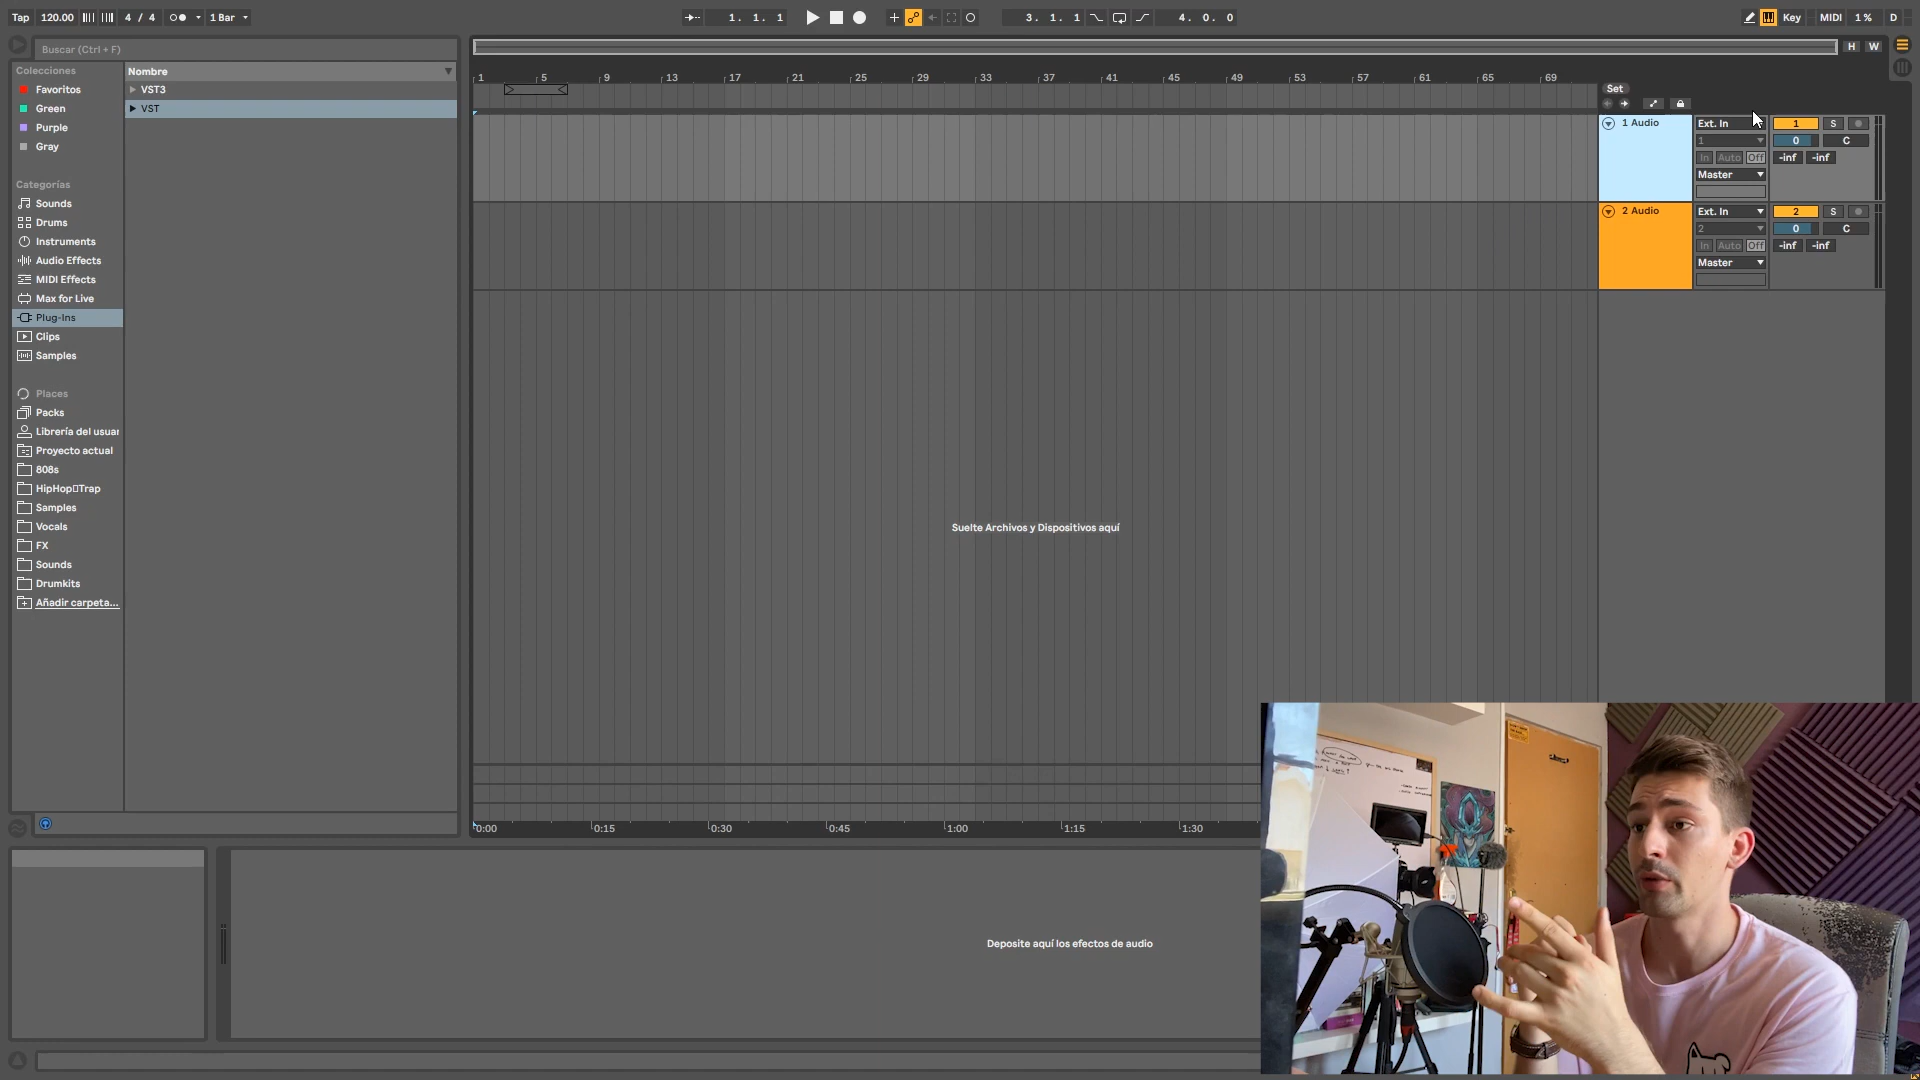 Tap 120.00 4 / 4 1 Bar 1. 1. 1 3. 1. 1 4. 0. 0 Key MIDI 1 % D
Buscar (Ctrl + F)
H W
Colecciones
Favoritos
Green
Purple
Gray
Categorías
Sounds
Drums
Instruments
Audio Effects
MIDI Effects
Max for Live
Plug-Ins
Clips
Samples
Places
Packs
Librería del usuar
Proyecto actual
808s
HipHop▯Trap
Samples
Vocals
FX
Sounds
Drumkits
Añadir carpeta...
Nombre
VST3
VST
1 5 9 13 17 21 25 29 33 37 41 45 49 53 57 61 65 69
Set
1 Audio Ext. In 1 S
1 0 C
In Auto Off -inf -inf
Master
2 Audio Ext. In 2 S
2 0 C
In Auto Off -inf -inf
Master
Suelte Archivos y Dispositivos aquí
0:00 0:15 0:30 0:45 1:00 1:15 1:30
Deposite aquí los efectos de audio